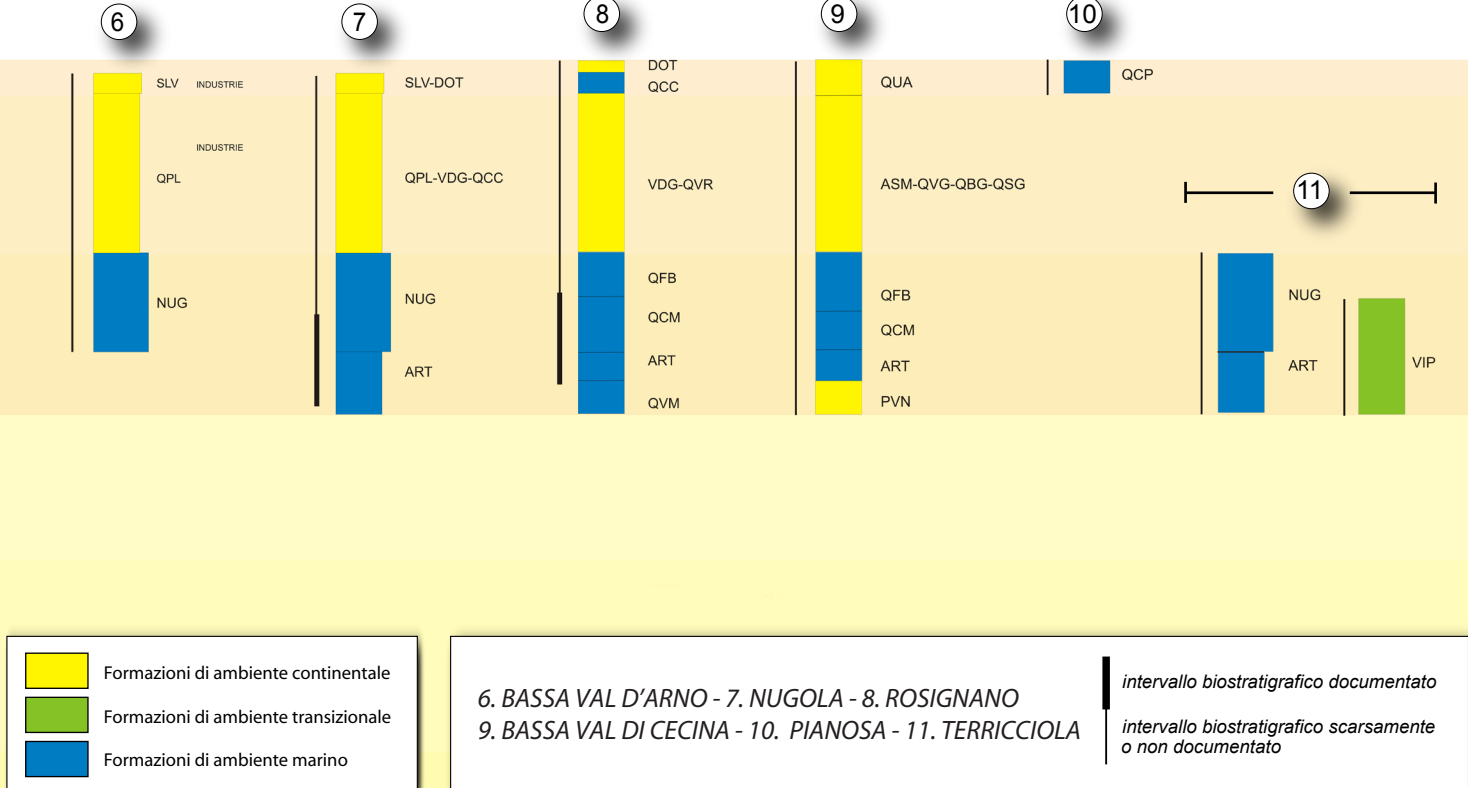 6
7
8
9
10
SLV INDUSTRIE
INDUSTRIE
QPL
NUG
SLV-DOT
QPL-VDG-QCC
NUG
ART
DOT
QCC
VDG-QVR
QFB
QCM
ART
QVM
QUA
ASM-QVG-QBG-QSG
QFB
QCM
ART
PVN
QCP
11
NUG
ART
VIP
Formazioni di ambiente continentale
Formazioni di ambiente transizionale
Formazioni di ambiente marino
6. BASSA VAL D'ARNO - 7. NUGOLA - 8. ROSIGNANO
9. BASSA VAL DI CECINA - 10. PIANOSA - 11. TERRICCIOLA
intervallo biostratigrafico documentato
intervallo biostratigrafico scarsamente
o non documentato